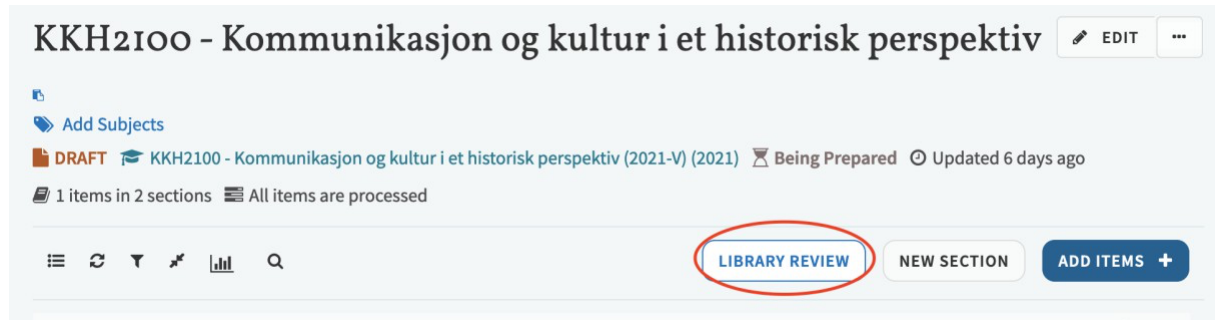 KKH2100 - Kommunikasjon og kultur i et historisk perspektiv EDIT ...
Add Subjects
DRAFT KKH2100 - Kommunikasjon og kultur i et historisk perspektiv (2021-V) (2021) Being Prepared Updated 6 days ago
1 items in 2 sections All items are processed
LIBRARY REVIEW NEW SECTION ADD ITEMS +